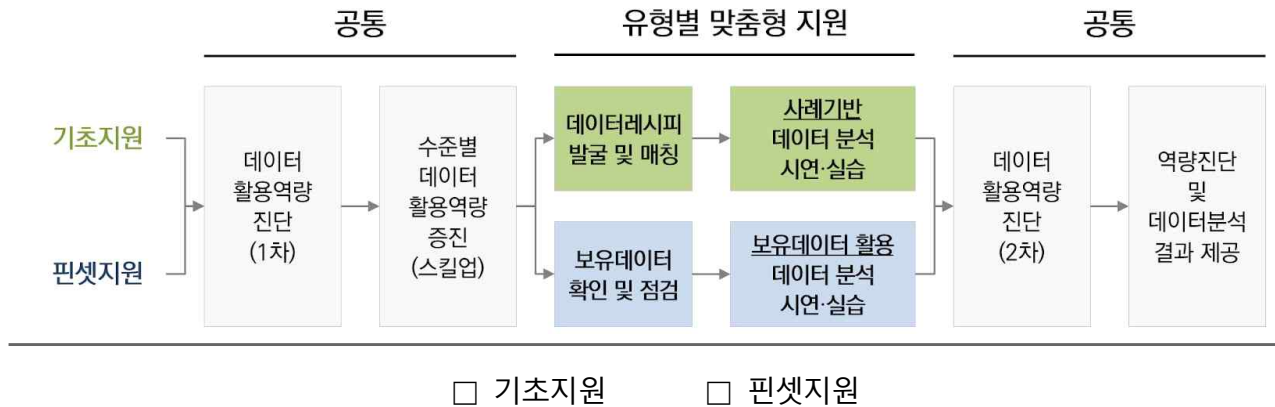 공통
유형별 맞춤형 지원
공통
기초지원
핀셋지원
데이터
활용역량
진단
(1차)
수준별
데이터
활용역량
증진
(스킬업)
데이터레시피
발굴 및 매칭
사례기반
데이터 분석
시연·실습
보유데이터
확인 및 점검
보유데이터 활용
데이터 분석
시연·실습
데이터
활용역량
진단
(2차)
역량진단
및
데이터분석
결과 제공
□ 기초지원 □ 핀셋지원